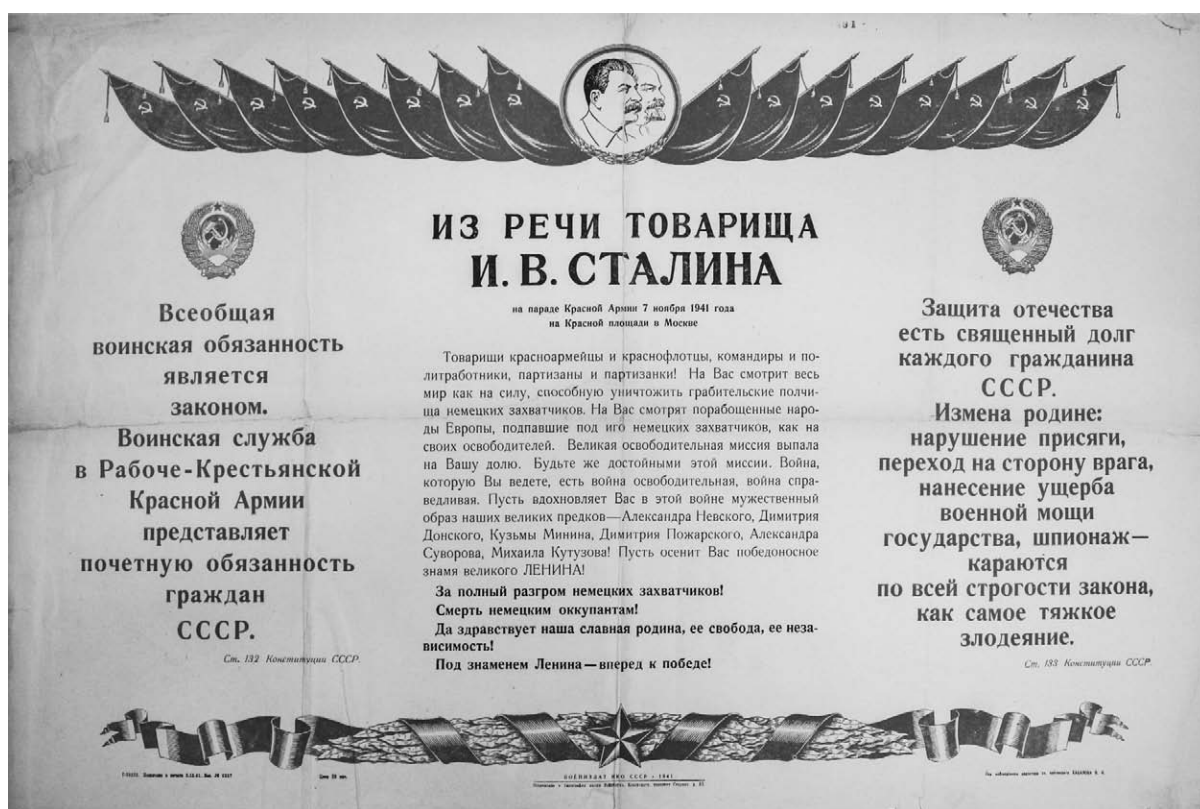 ИЗ РЕЧИ ТОВАРИЩА
И. В. СТАЛИНА
на параде Красной Армии 7 ноября 1941 года
на Красной площади в Москве
Всеобщая
воинская обязанность
является
законом.
Воинская служба
в Рабоче-Крестьянской
Красной Армии
представляет
почетную обязанность
граждан
СССР.
Ст. 132 Конституции СССР.
Товарищи красноармейцы и краснофлотцы, командиры и по-
литработники, партизаны и партизанки! На Вас смотрит весь
мир как на силу, способную уничтожить грабительские полчи-
ща немецких захватчиков. На Вас смотрят порабощенные наро-
ды Европы, подпавшие под иго немецких захватчиков, как на
своих освободителей. Великая освободительная миссия выпала
на Вашу долю. Будьте же достойными этой миссии. Война,
которую Вы ведете, есть война освободительная, война спра-
ведливая. Пусть вдохновляет Вас в этой войне мужественный
образ наших великих предков—Александра Невского, Димитрия
Донского, Кузьмы Минина, Димитрия Пожарского, Александра
Суворова, Михаила Кутузова! Пусть осенит Вас победоносное
знамя великого ЛЕНИНА!
За полный разгром немецких захватчиков!
Смерть немецким оккупантам!
Да здравствует наша славная родина, ее свобода, ее неза-
висимость!
Под знаменем Ленина—вперед к победе!
Защита отечества
есть священный долг
каждого гражданина
СССР.
Измена родине:
нарушение присяги,
переход на сторону врага,
нанесение ущерба
военной мощи
государства, шпионаж—
караются
по всей строгости закона,
как самое тяжкое
злодеяние.
Ст. 133 Конституции СССР.
ВОЕНИЗДАТ НКО СССР - 1941